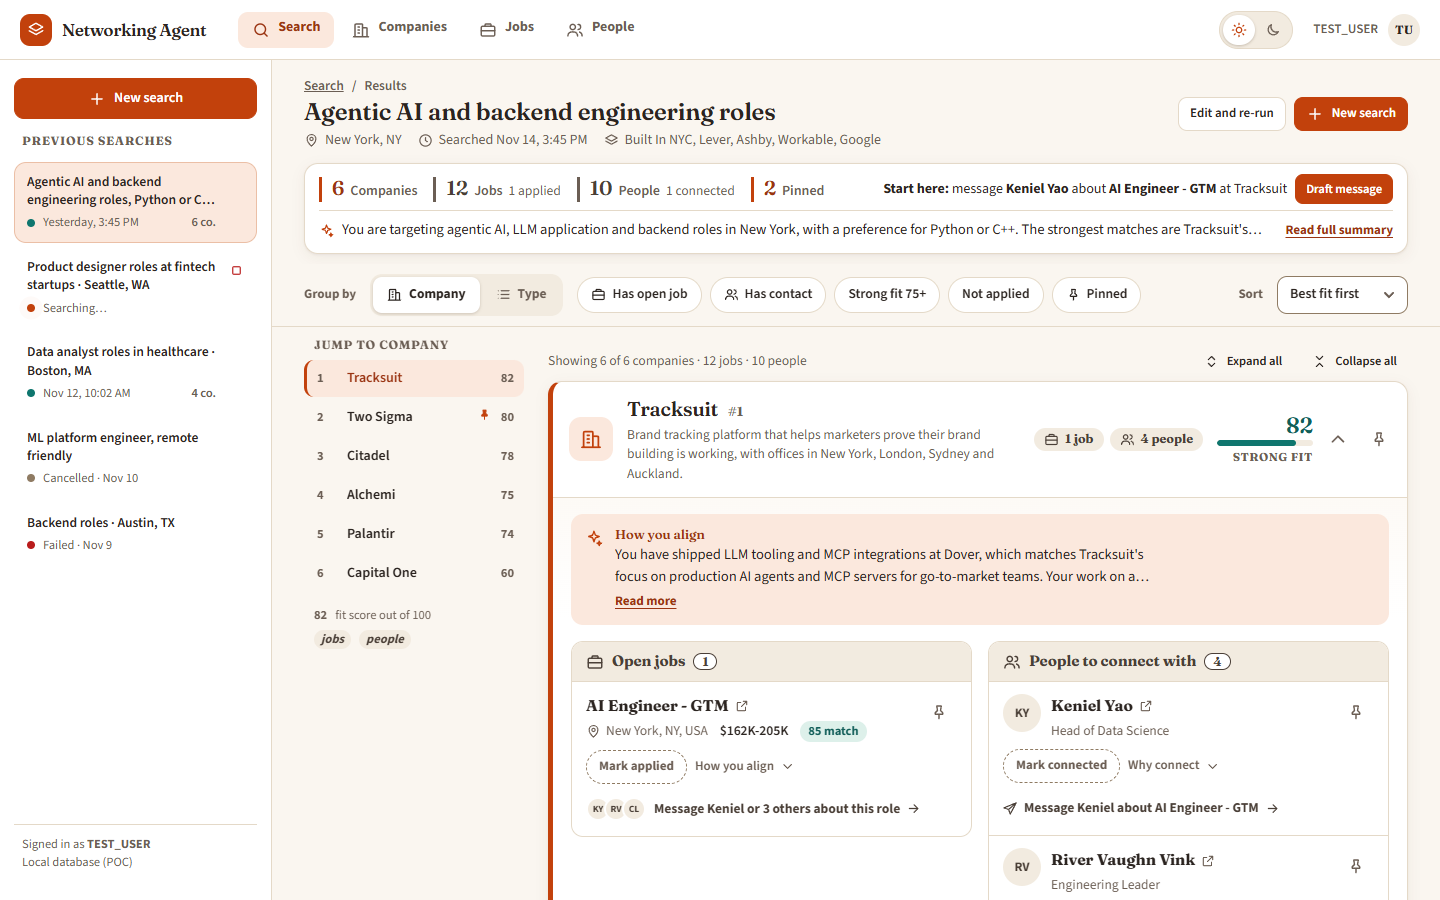 Networking Agent
Search
Companies
Jobs
People
TEST_USER
TU
New search
PREVIOUS SEARCHES
Agentic AI and backend
engineering roles, Python or C…
Yesterday, 3:45 PM
6 co.
Product designer roles at fintech
startups · Seattle, WA
Searching…
Data analyst roles in healthcare ·
Boston, MA
Nov 12, 10:02 AM
4 co.
ML platform engineer, remote
friendly
Cancelled · Nov 10
Backend roles · Austin, TX
Failed · Nov 9
Signed in as TEST_USER
Local database (POC)
Search / Results
Agentic AI and backend engineering roles
New York, NY
Searched Nov 14, 3:45 PM
Built In NYC, Lever, Ashby, Workable, Google
Edit and re-run
New search
6 Companies
12 Jobs 1 applied
10 People 1 connected
2 Pinned
Start here: message Keniel Yao about AI Engineer - GTM at Tracksuit
Draft message
You are targeting agentic AI, LLM application and backend roles in New York, with a preference for Python or C++. The strongest matches are Tracksuit's…
Read full summary
Group by
Company
Type
Has open job
Has contact
Strong fit 75+
Not applied
Pinned
Sort
Best fit first
JUMP TO COMPANY
1 Tracksuit 82
2 Two Sigma 80
3 Citadel 78
4 Alchemi 75
5 Palantir 74
6 Capital One 60
82 fit score out of 100
jobs
people
Showing 6 of 6 companies · 12 jobs · 10 people
Expand all
Collapse all
Tracksuit #1
Brand tracking platform that helps marketers prove their brand
building is working, with offices in New York, London, Sydney and
Auckland.
1 job
4 people
82
STRONG FIT
How you align
You have shipped LLM tooling and MCP integrations at Dover, which matches Tracksuit's
focus on production AI agents and MCP servers for go-to-market teams. Your work on a…
Read more
Open jobs 1
AI Engineer - GTM
New York, NY, USA
$162K-205K
85 match
Mark applied
How you align
KY RV CL
Message Keniel or 3 others about this role →
People to connect with 4
KY
Keniel Yao
Head of Data Science
Mark connected
Why connect
Message Keniel about AI Engineer - GTM →
RV
River Vaughn Vink
Engineering Leader